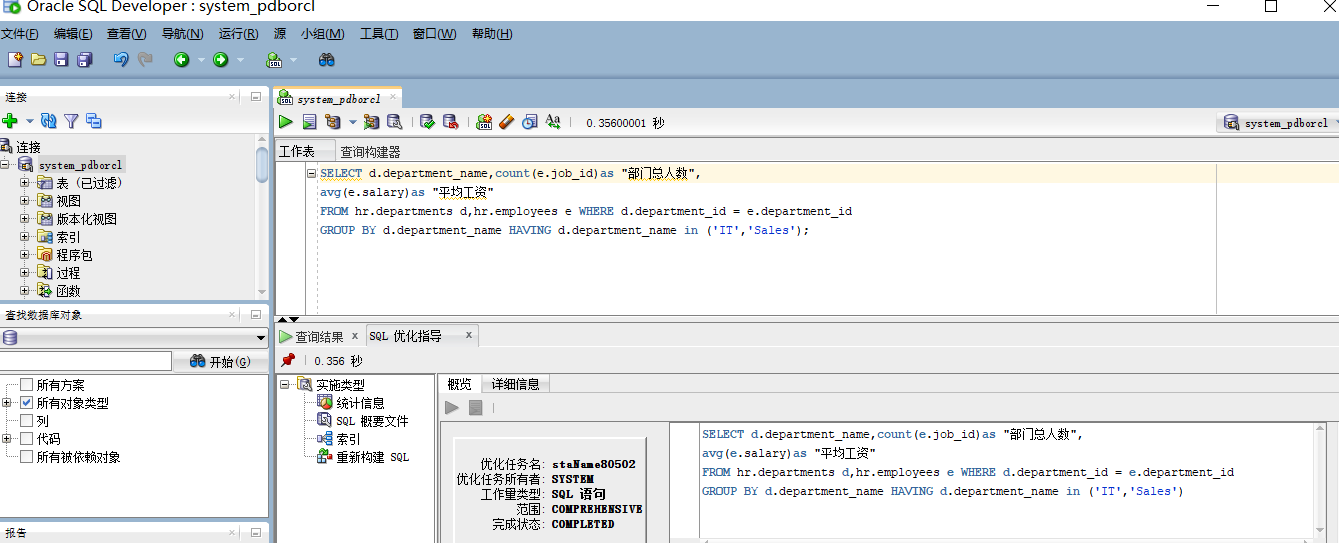 Oracle SQL Developer : system_pdborcl
文件(F) 编辑(E) 查看(V) 导航(N) 运行(R) 源 小组(M) 工具(T) 窗口(W) 帮助(H)
连接
system_pdborcl
0.35600001 秒
system_pdborcl
连接
system_pdborcl
表 (已过滤)
视图
版本化视图
索引
程序包
过程
函数
工作表 查询构建器
SELECT d.department_name,count(e.job_id)as "部门总人数",
avg(e.salary)as "平均工资"
FROM hr.departments d,hr.employees e WHERE d.department_id = e.department_id
GROUP BY d.department_name HAVING d.department_name in ('IT','Sales');
查找数据库对象
开始(G)
所有方案
所有对象类型
列
代码
所有被依赖对象
报告
查询结果 x SQL 优化指导 x
0.356 秒
实施类型
统计信息
SQL 概要文件
索引
重新构建 SQL
概览 详细信息
优化任务名: staName80502
优化任务所有者: SYSTEM
工作量类型: SQL 语句
范围: COMPREHENSIVE
完成状态: COMPLETED
SELECT d.department_name,count(e.job_id)as "部门总人数",
avg(e.salary)as "平均工资"
FROM hr.departments d,hr.employees e WHERE d.department_id = e.department_id
GROUP BY d.department_name HAVING d.department_name in ('IT','Sales')